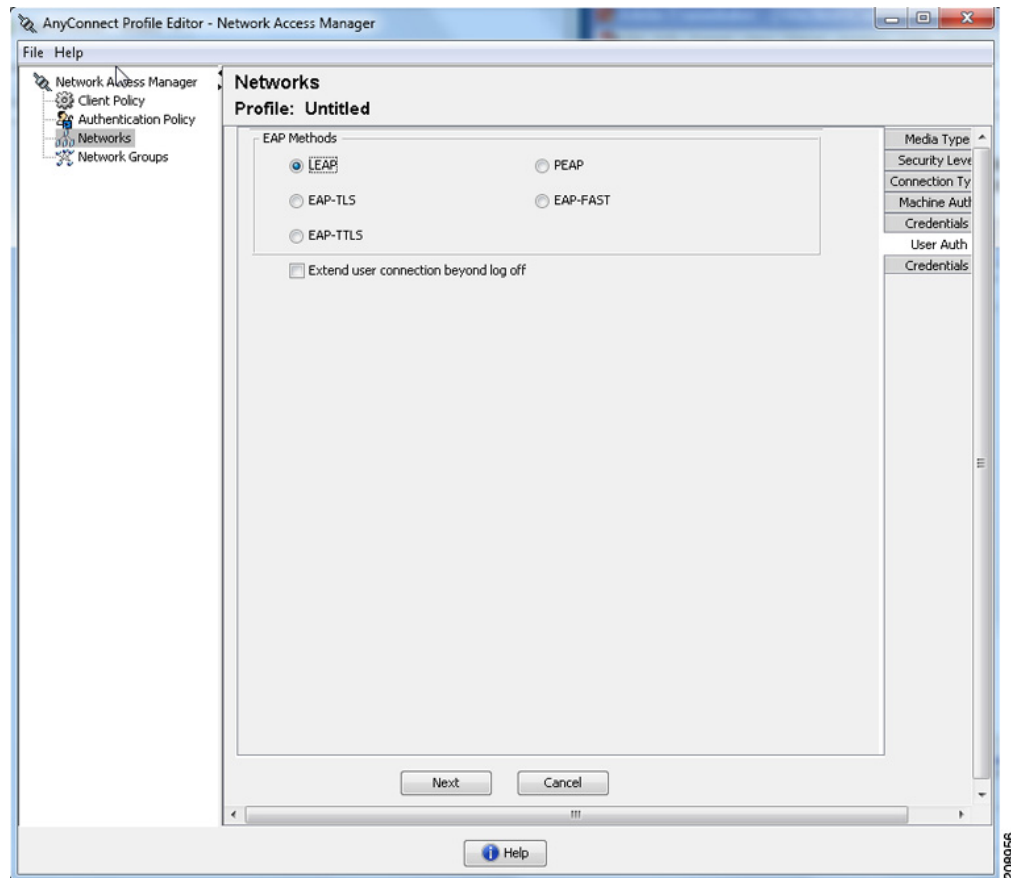 AnyConnect Profile Editor - Network Access Manager
File Help
Network Access Manager
Client Policy
Authentication Policy
Networks
Network Groups
Networks
Profile: Untitled
EAP Methods
LEAP
PEAP
EAP-TLS
EAP-FAST
EAP-TTLS
Extend user connection beyond log off
Media Type
Security Leve
Connection Ty
Machine Auth
Credentials
User Auth
Credentials
Next
Cancel
Help
208956